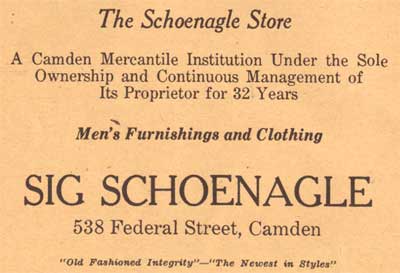 The Schoenagle Store
A Camden Mercantile Institution Under the Sole
Ownership and Continuous Management of
Its Proprietor for 32 Years
Men's Furnishings and Clothing
SIG SCHOENAGLE
538 Federal Street, Camden
"Old Fashioned Integrity"—"The Newest in Styles"